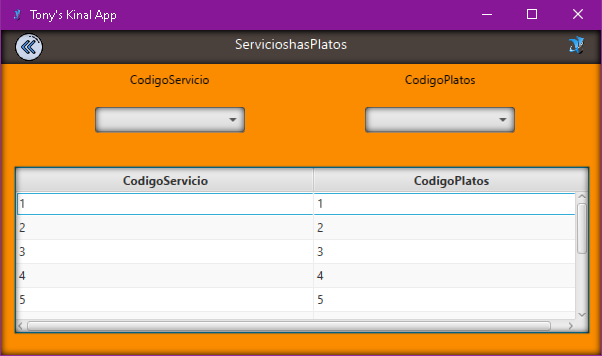 Tony's Kinal App
ServicioshasPlatos
CodigoServicio CodigoPlatos
CodigoServicio CodigoPlatos
1 1
2 2
3 3
4 4
5 5